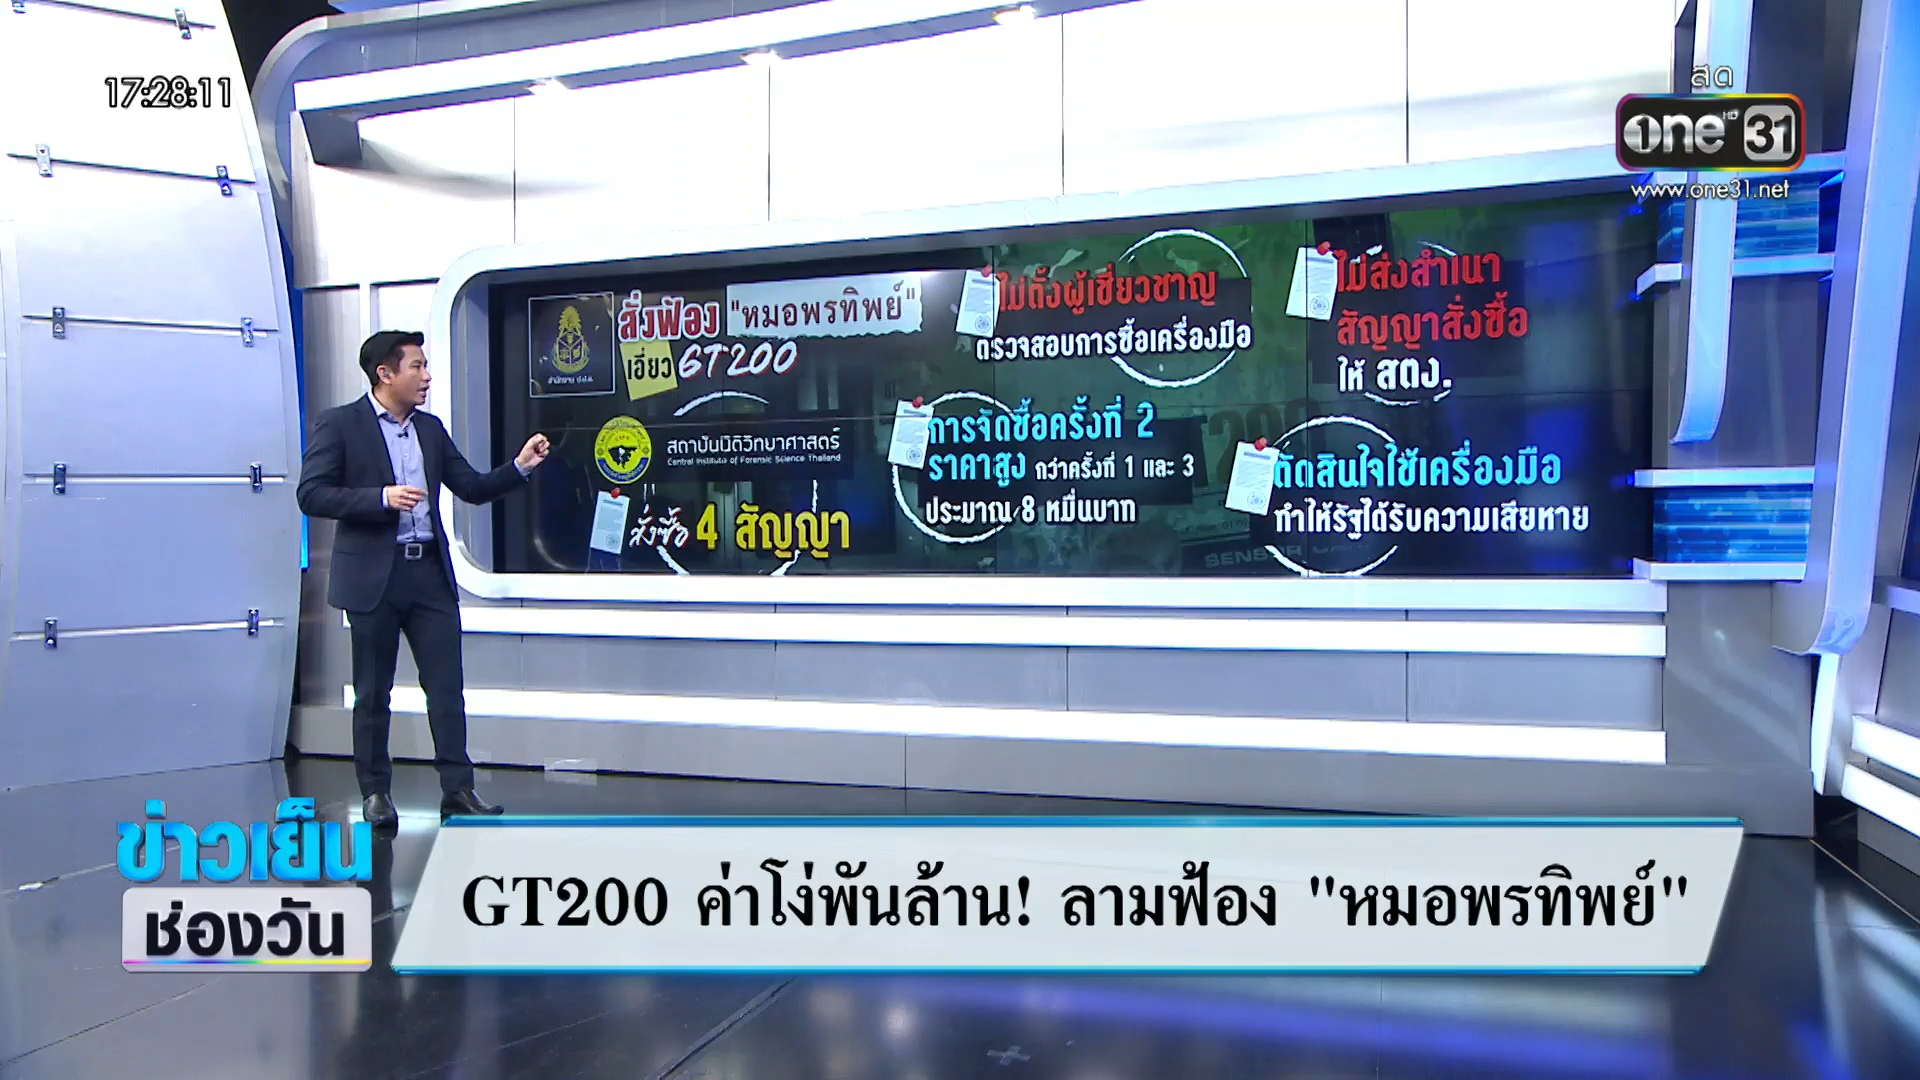 17:28:11
สด
one HD 31
www.one31.net
สำนักงาน ป.ป.ช.
สั่งฟ้อง "หมอพรทิพย์"
เอี่ยว GT200
สถาบันนิติวิทยาศาสตร์
Central Institute of Forensic Science Thailand
สั่งซื้อ 4 สัญญา
ไม่ตั้งผู้เชี่ยวชาญ
ตรวจสอบการซื้อเครื่องมือ
การจัดซื้อครั้งที่ 2
ราคาสูง กว่าครั้งที่ 1 และ 3
ประมาณ 8 หมื่นบาท
ไม่ส่งสำเนา
สัญญาสั่งซื้อ
ให้ สตง.
ตัดสินใจใช้เครื่องมือ
ทำให้รัฐได้รับความเสียหาย
ข่าวเย็น
ช่องวัน
GT200 ค่าโง่พันล้าน! ลามฟ้อง "หมอพรทิพย์"